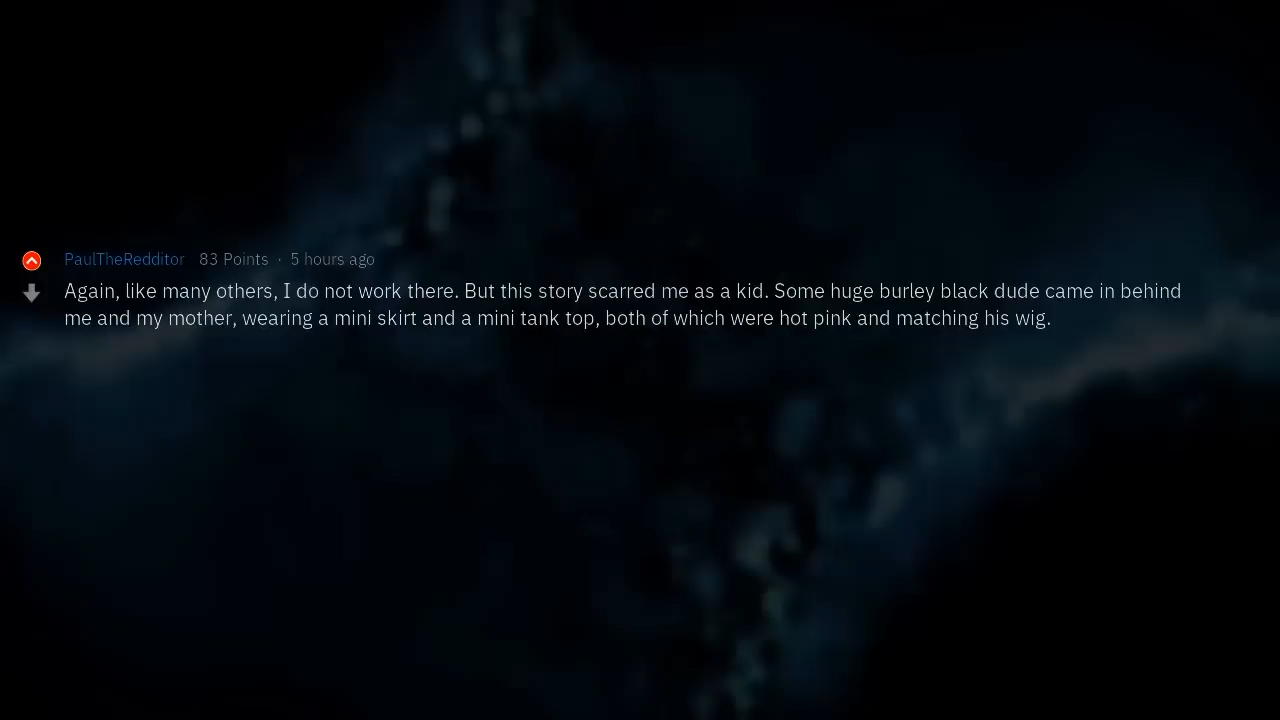 PaulTheRedditor 83 Points · 5 hours ago
Again, like many others, I do not work there. But this story scarred me as a kid. Some huge burley black dude came in behind
me and my mother, wearing a mini skirt and a mini tank top, both of which were hot pink and matching his wig.